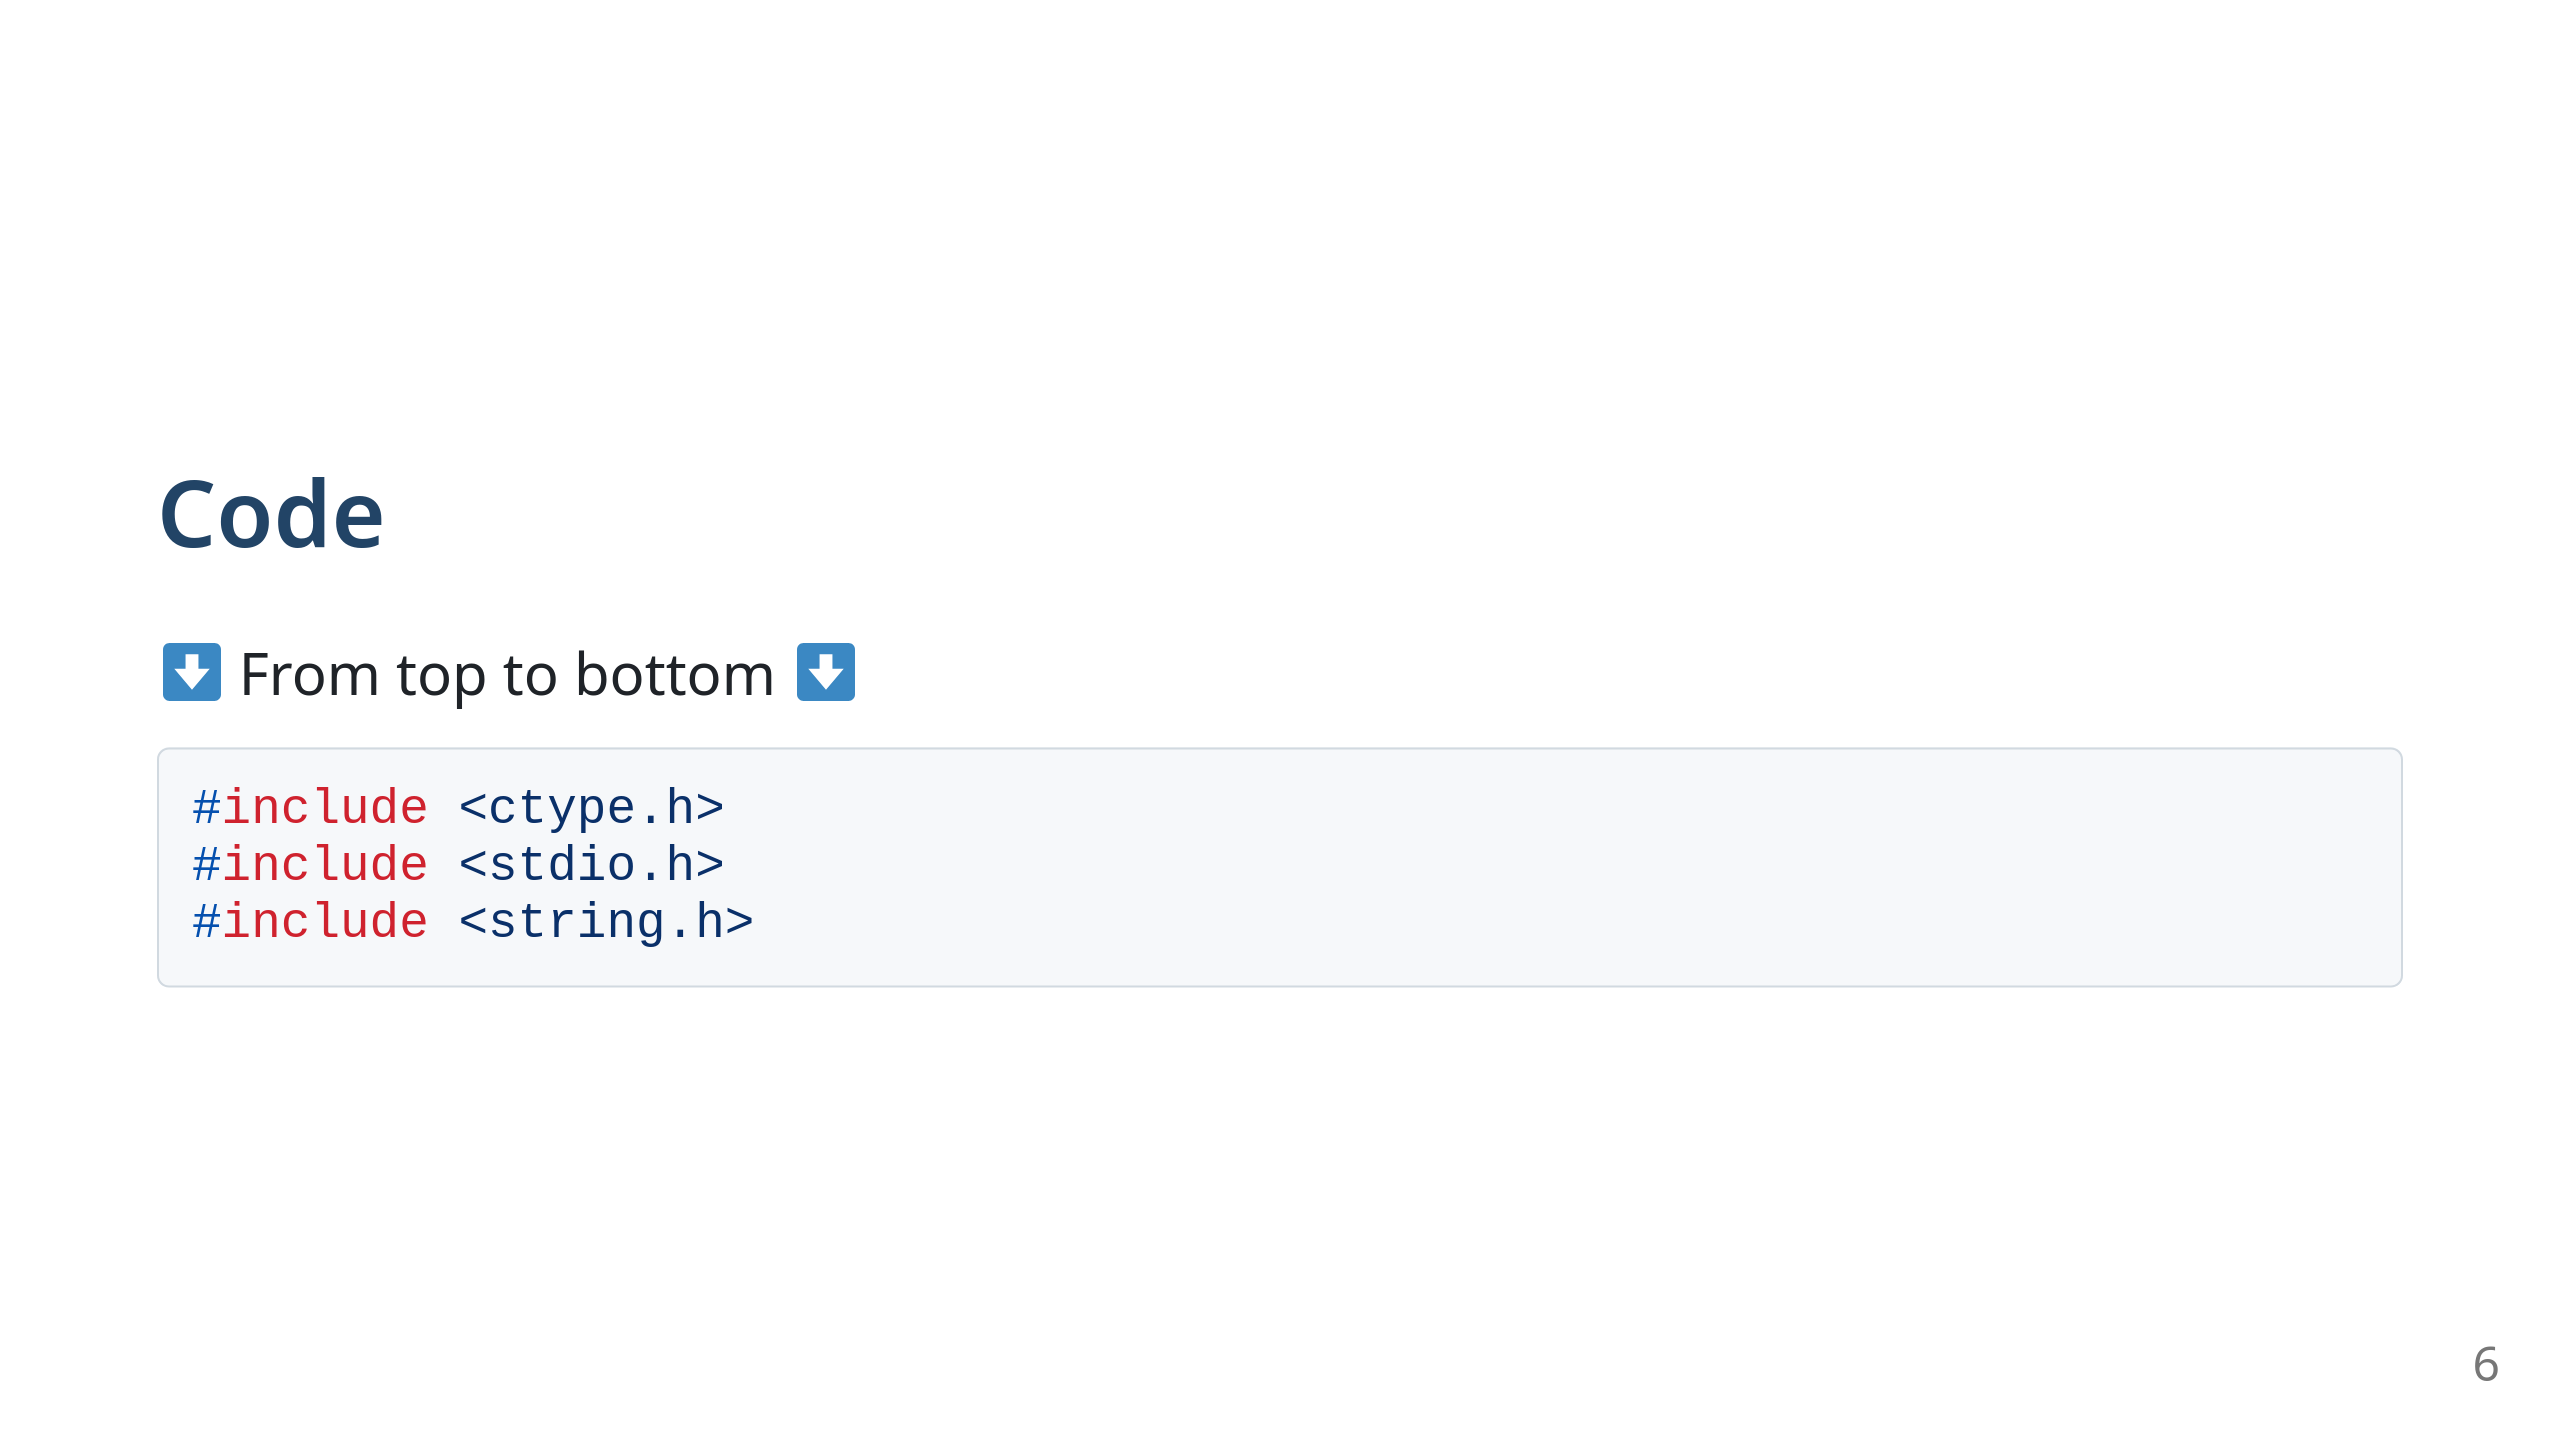 Code
⬇️ From top to bottom ⬇️
#include <ctype.h>
#include <stdio.h>
#include <string.h>
6